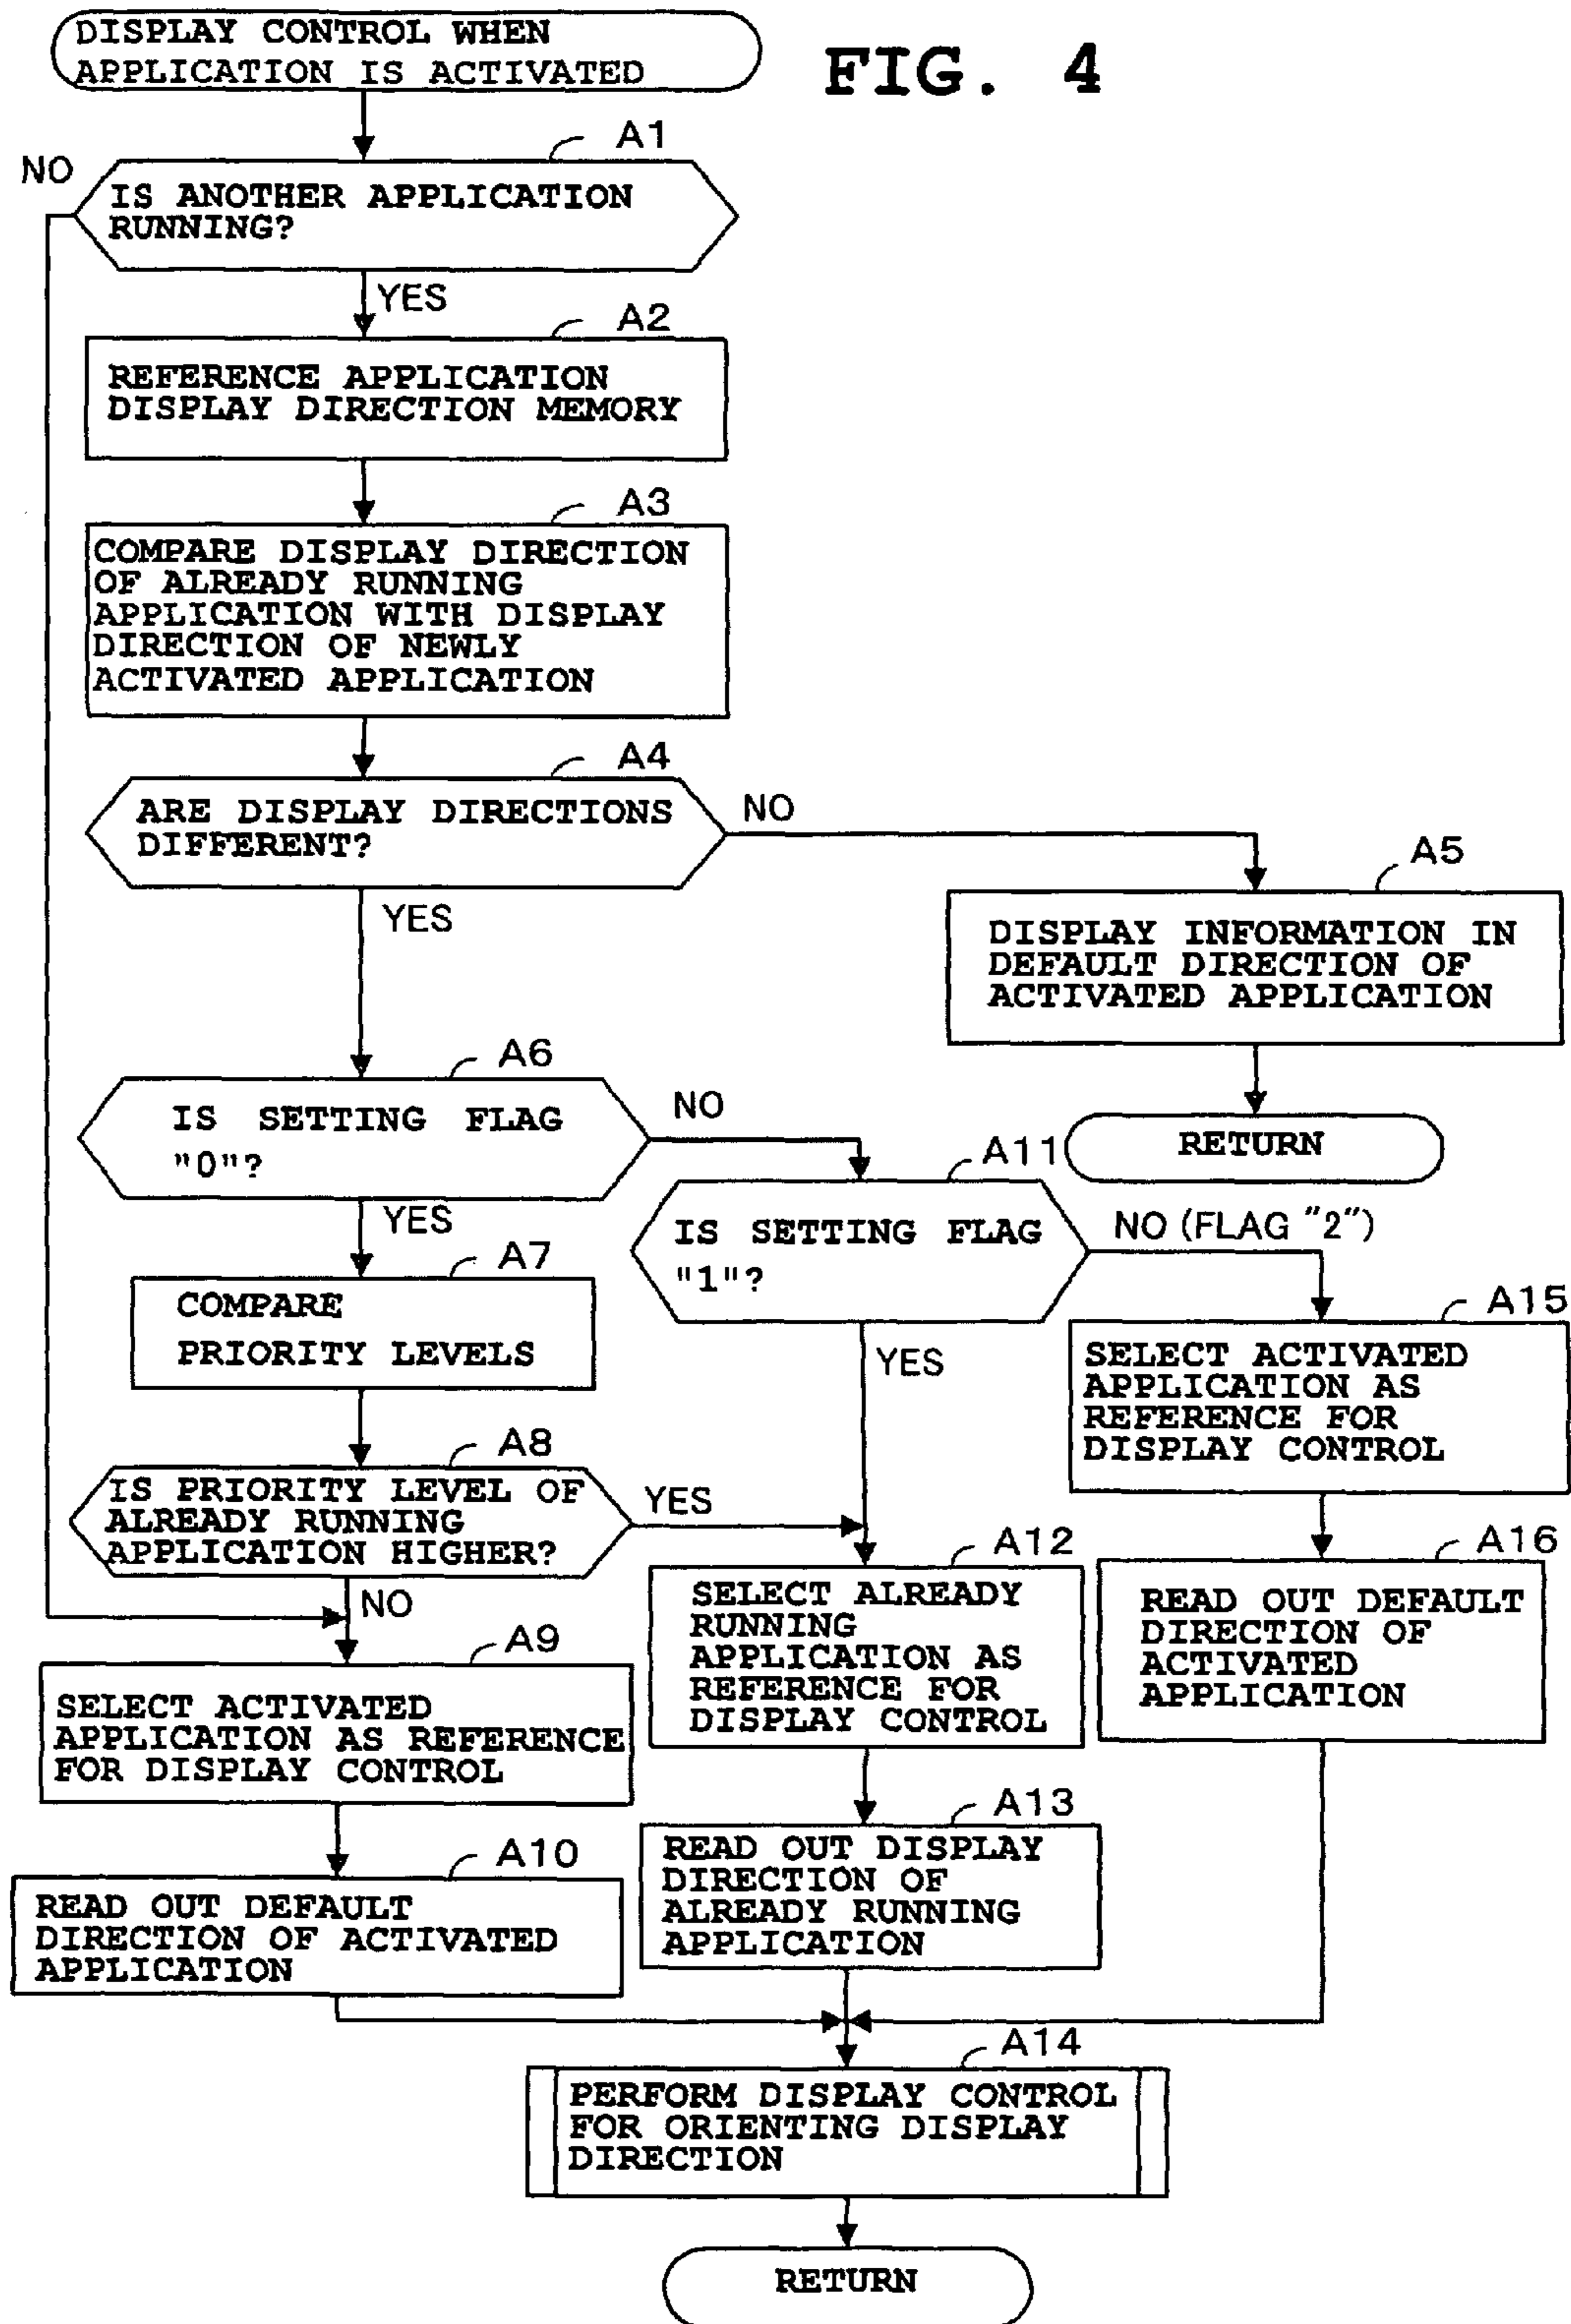 DISPLAY CONTROL WHEN
APPLICATION IS ACTIVATED
FIG. 4
A1
NO
IS ANOTHER APPLICATION
RUNNING?
YES
A2
REFERENCE APPLICATION
DISPLAY DIRECTION MEMORY
A3
COMPARE DISPLAY DIRECTION
OF ALREADY RUNNING
APPLICATION WITH DISPLAY
DIRECTION OF NEWLY
ACTIVATED APPLICATION
A4
ARE DISPLAY DIRECTIONS
DIFFERENT?
NO
YES
A5
DISPLAY INFORMATION IN
DEFAULT DIRECTION OF
ACTIVATED APPLICATION
RETURN
A6
IS SETTING FLAG
"0"?
NO
YES
A11
IS SETTING FLAG
"1"?
NO (FLAG "2")
YES
A7
COMPARE
PRIORITY LEVELS
A15
SELECT ACTIVATED
APPLICATION AS
REFERENCE FOR
DISPLAY CONTROL
A8
IS PRIORITY LEVEL OF
ALREADY RUNNING
APPLICATION HIGHER?
YES
NO
A12
SELECT ALREADY
RUNNING
APPLICATION AS
REFERENCE FOR
DISPLAY CONTROL
A16
READ OUT DEFAULT
DIRECTION OF
ACTIVATED
APPLICATION
A9
SELECT ACTIVATED
APPLICATION AS REFERENCE
FOR DISPLAY CONTROL
A13
READ OUT DISPLAY
DIRECTION OF
ALREADY RUNNING
APPLICATION
A10
READ OUT DEFAULT
DIRECTION OF ACTIVATED
APPLICATION
A14
PERFORM DISPLAY CONTROL
FOR ORIENTING DISPLAY
DIRECTION
RETURN